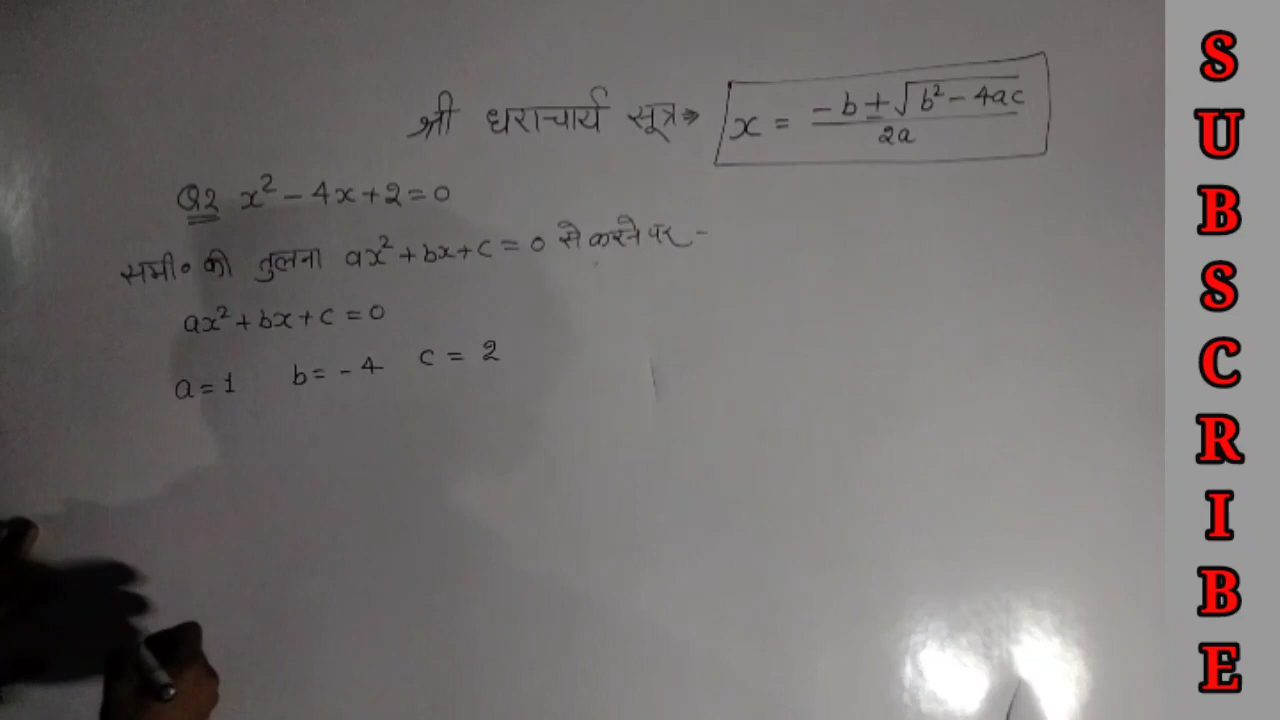 श्री धराचार्य सूत्र⇒ x = -b ± √b² - 4ac / 2a
Q2 x² - 4x + 2 = 0
समी० की तुलना ax² + bx + c = 0 से करने पर -
ax² + bx + c = 0
a = 1 b = - 4 c = 2
SUBSCRIBE